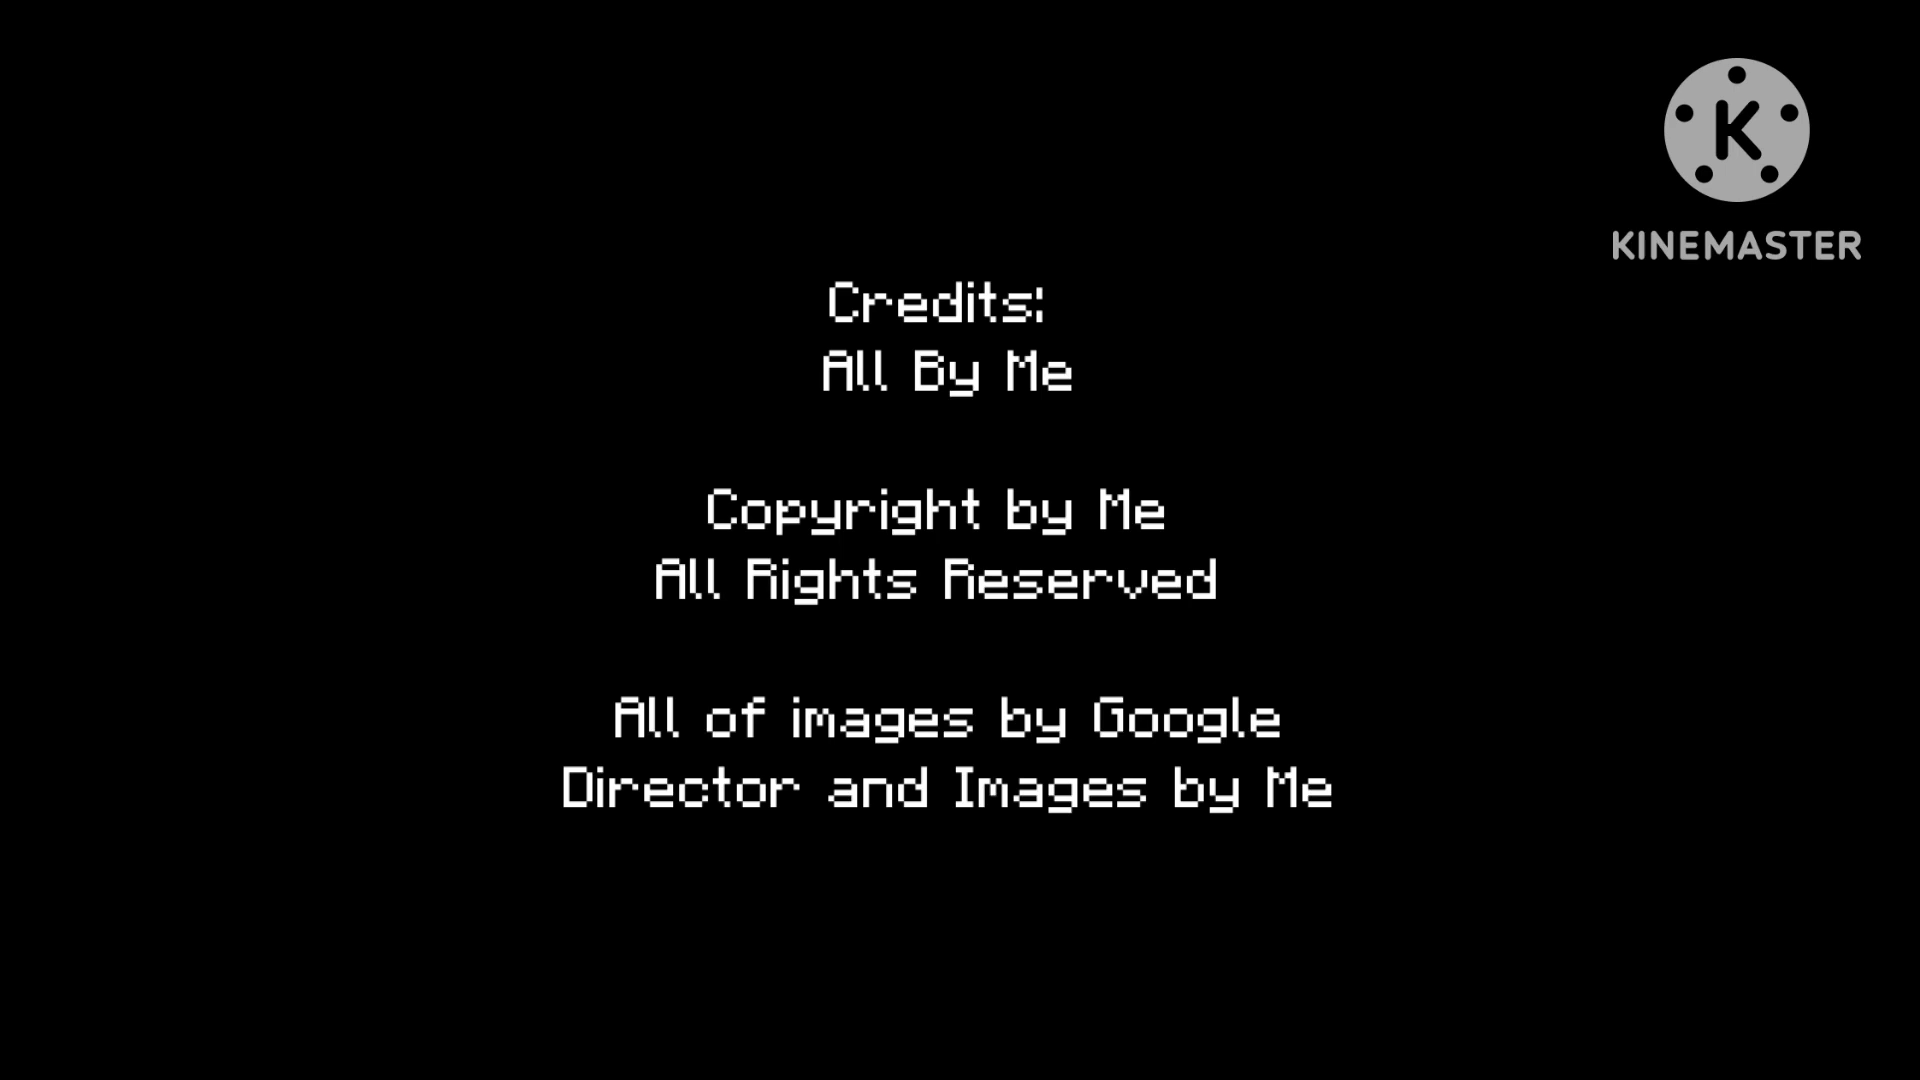 K
KINEMASTER
Credits:
All By Me
Copyright by Me
All Rights Reserved
All of images by Google
Director and Images by Me